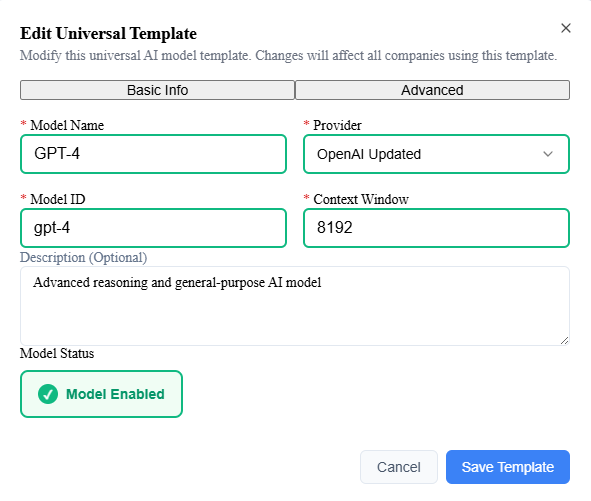 Edit Universal Template
Modify this universal AI model template. Changes will affect all companies using this template.
Basic Info
Advanced
* Model Name
* Provider
GPT-4
OpenAI Updated
* Model ID
* Context Window
gpt-4
8192
Description (Optional)
Advanced reasoning and general-purpose AI model
Model Status
Model Enabled
Cancel
Save Template